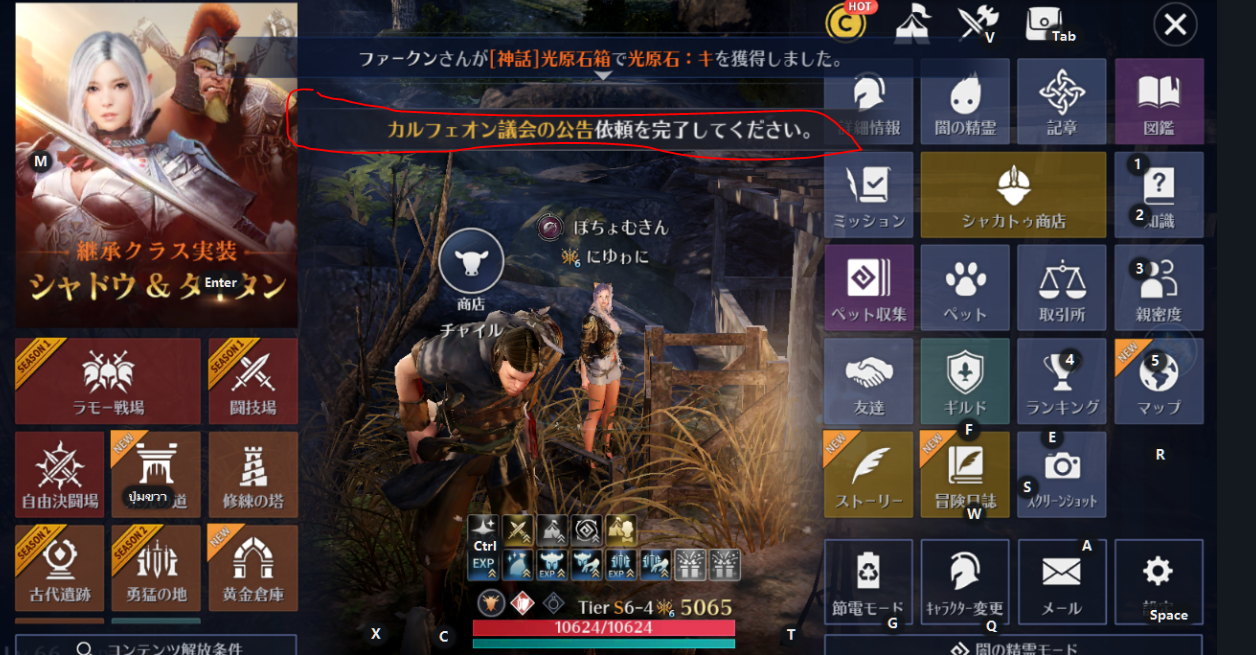 HOT
C
V
Tab
ファークンさんが[神話]光原石箱で光原石：キを獲得しました。
カルフェオン議会の公告依頼を完了してください。
詳細情報
闇の精霊
記章
図鑑
M
継承クラス実装
シャドウ & タイタン
Enter
ミッション
シャカトゥ商店
1
2
知識
ぽちょむきん
6 にゆわに
商店
チャイル
ペット収集
ペット
取引所
3
親密度
SEASON 1
ラモー戦場
SEASON 1
闘技場
友達
ギルド
4
ランキング
NEW
5
マップ
自由決闘場
NEW
ปุ่มขวา
道
修練の塔
NEW
ストーリー
F
NEW
冒険日誌
W
E
S
スクリーンショット
R
SEASON 2
古代遺跡
SEASON 2
勇猛の地
NEW
黄金倉庫
Ctrl
EXP
EXP
EXP
Tier S6-4 6 5065
10624/10624
X
C
T
節電モード
G
キャラクター変更
Q
A
メール
Space
コンテンツ解放条件
闇の精霊モード